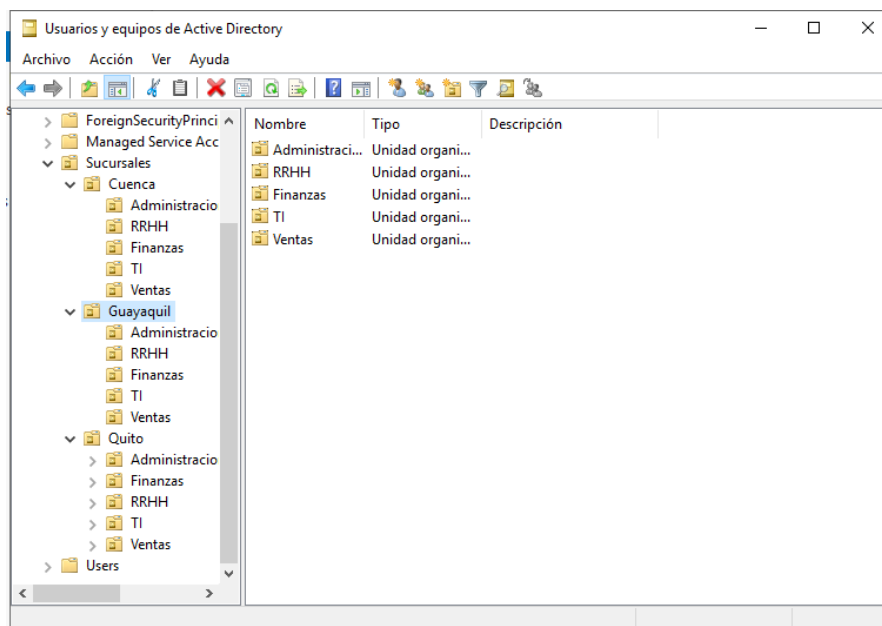 Usuarios y equipos de Active Directory
Archivo Acción Ver Ayuda
ForeignSecurityPrinci
Managed Service Acc
Sucursales
Cuenca
Administracio
RRHH
Finanzas
TI
Ventas
Guayaquil
Administracio
RRHH
Finanzas
TI
Ventas
Quito
Administracio
Finanzas
RRHH
TI
Ventas
Users
Nombre Tipo Descripción
Administraci... Unidad organi...
RRHH Unidad organi...
Finanzas Unidad organi...
TI Unidad organi...
Ventas Unidad organi...